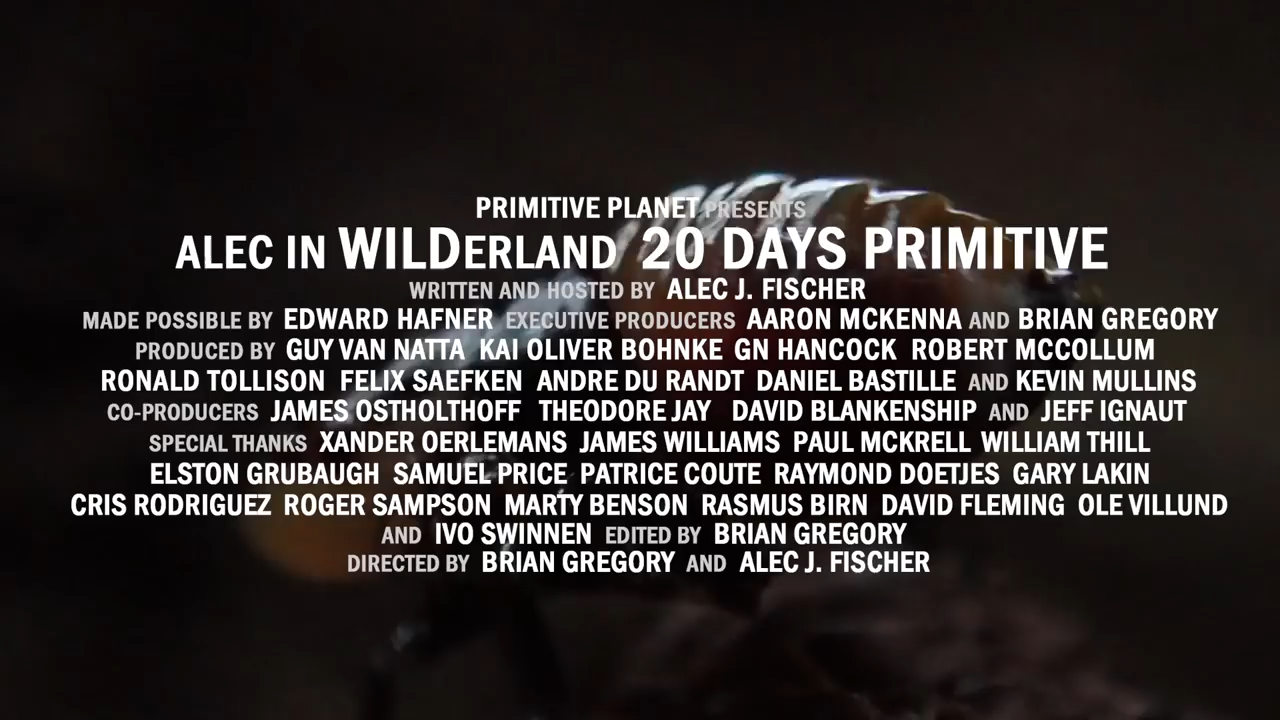 PRIMITIVE PLANET PRESENTS
ALEC IN WILDERLAND 20 DAYS PRIMITIVE
WRITTEN AND HOSTED BY ALEC J. FISCHER
MADE POSSIBLE BY EDWARD HAFNER EXECUTIVE PRODUCERS AARON MCKENNA AND BRIAN GREGORY
PRODUCED BY GUY VAN NATTA KAI OLIVER BOHNKE GN HANCOCK ROBERT MCCOLLUM
RONALD TOLLISON FELIX SAEFKEN ANDRE DU RANDT DANIEL BASTILLE AND KEVIN MULLINS
CO-PRODUCERS JAMES OSTHOLTHOFF THEODORE JAY DAVID BLANKENSHIP AND JEFF IGNAUT
SPECIAL THANKS XANDER OERLEMANS JAMES WILLIAMS PAUL MCKRELL WILLIAM THILL
ELSTON GRUBAUGH SAMUEL PRICE PATRICE COUTE RAYMOND DOETJES GARY LAKIN
CRIS RODRIGUEZ ROGER SAMPSON MARTY BENSON RASMUS BIRN DAVID FLEMING OLE VILLUND
AND IVO SWINNEN EDITED BY BRIAN GREGORY
DIRECTED BY BRIAN GREGORY AND ALEC J. FISCHER